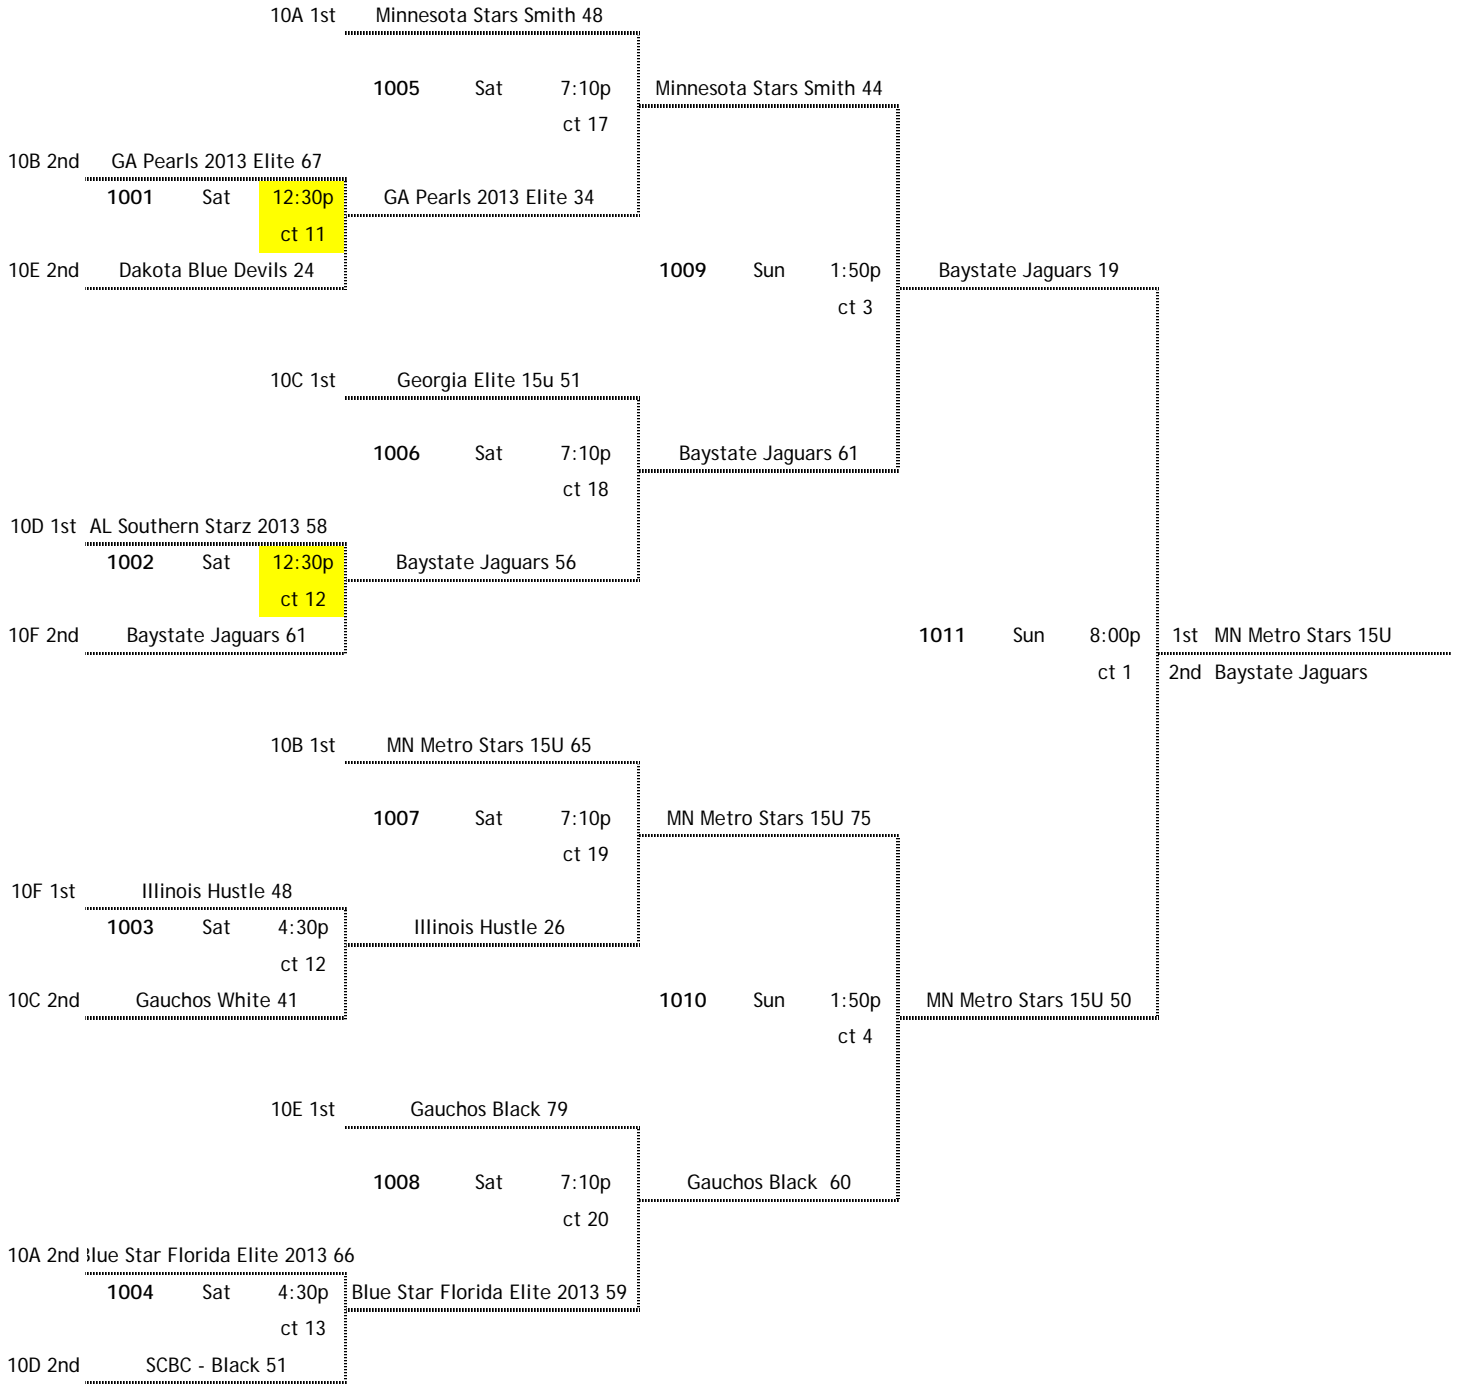 10A 1st Minnesota Stars Smith 48
1005 Sat 7:10p Minnesota Stars Smith 44
ct 17
10B 2nd GA Pearls 2013 Elite 67
1001 Sat 12:30p GA Pearls 2013 Elite 34
ct 11
10E 2nd Dakota Blue Devils 24 1009 Sun 1:50p Baystate Jaguars 19
ct 3
10C 1st Georgia Elite 15u 51
1006 Sat 7:10p Baystate Jaguars 61
ct 18
10D 1st AL Southern Starz 2013 58
1002 Sat 12:30p Baystate Jaguars 56
ct 12
10F 2nd Baystate Jaguars 61 1011 Sun 8:00p 1st MN Metro Stars 15U
ct 1 2nd Baystate Jaguars
10B 1st MN Metro Stars 15U 65
1007 Sat 7:10p MN Metro Stars 15U 75
ct 19
10F 1st Illinois Hustle 48
1003 Sat 4:30p Illinois Hustle 26
ct 12
10C 2nd Gauchos White 41 1010 Sun 1:50p MN Metro Stars 15U 50
ct 4
10E 1st Gauchos Black 79
1008 Sat 7:10p Gauchos Black 60
ct 20
10A 2nd Blue Star Florida Elite 2013 66
1004 Sat 4:30p Blue Star Florida Elite 2013 59
ct 13
10D 2nd SCBC - Black 51